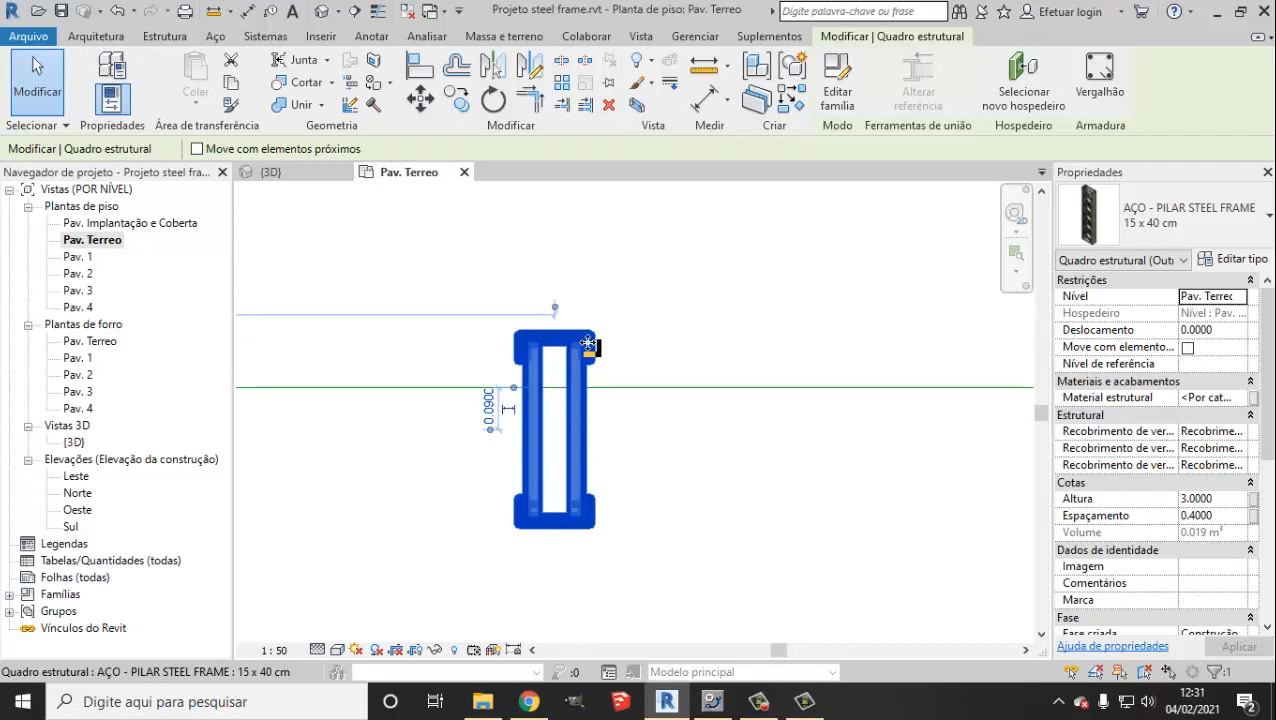 Projeto steel frame.rvt - Planta de piso: Pav. Terreo
Digite palavra-chave ou frase
Efetuar login
Arquivo
Arquitetura
Estrutura
Aço
Sistemas
Inserir
Anotar
Analisar
Massa e terreno
Colaborar
Vista
Gerenciar
Suplementos
Modificar | Quadro estrutural
Modificar
Propriedades
Colar
Junta
Cortar
Unir
Editar
família
Alterar
referência
Selecionar
novo hospedeiro
Vergalhão
Selecionar
Propriedades
Área de transferência
Geometria
Modificar
Vista
Medir
Criar
Modo
Ferramentas de união
Hospedeiro
Armadura
Modificar | Quadro estrutural
Move com elementos próximos
Navegador de projeto - Projeto steel fra...
Vistas (POR NÍVEL)
Plantas de piso
Pav. Implantação e Coberta
Pav. Terreo
Pav. 1
Pav. 2
Pav. 3
Pav. 4
Plantas de forro
Pav. Terreo
Pav. 1
Pav. 2
Pav. 3
Pav. 4
Vistas 3D
{3D}
Elevações (Elevação da construção)
Leste
Norte
Oeste
Sul
Legendas
Tabelas/Quantidades (todas)
Folhas (todas)
Famílias
Grupos
Vínculos do Revit
{3D}
Pav. Terreo
0.0900
1 : 50
Propriedades
AÇO - PILAR STEEL FRAME
15 x 40 cm
Quadro estrutural (Out
Editar tipo
Restrições
Nível Pav. Terrec
Hospedeiro Nível : Pav. ...
Deslocamento 0.0000
Move com elemento...
Nível de referência
Materiais e acabamentos
Material estrutural <Por cat...
Estrutural
Recobrimento de ver... Recobrime...
Recobrimento de ver... Recobrime...
Recobrimento de ver... Recobrime...
Cotas
Altura 3.0000
Espaçamento 0.4000
Volume 0.019 m³
Dados de identidade
Imagem
Comentários
Marca
Fase
Fase criada Construção
Ajuda de propriedades
Aplicar
Quadro estrutural : AÇO - PILAR STEEL FRAME : 15 x 40 cm
:0
Modelo principal
:1
Digite aqui para pesquisar
12:31
04/02/2021
2